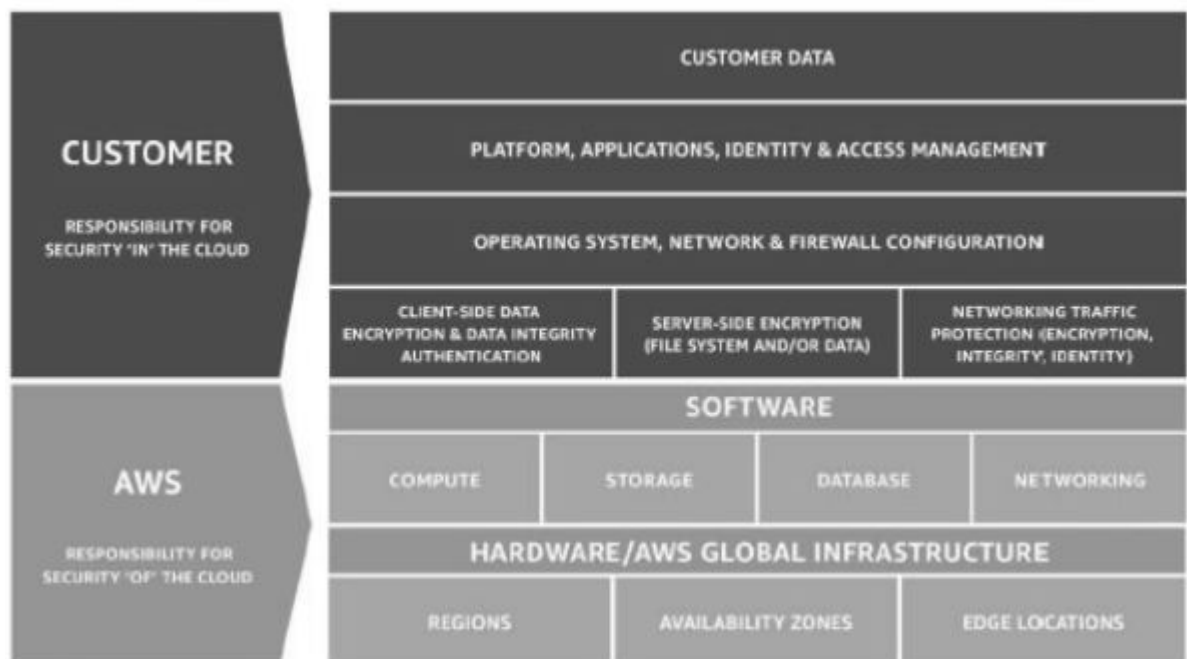 CUSTOMER
RESPONSIBILITY FOR
SECURITY 'IN' THE CLOUD
CUSTOMER DATA
PLATFORM, APPLICATIONS, IDENTITY & ACCESS MANAGEMENT
OPERATING SYSTEM, NETWORK & FIREWALL CONFIGURATION
CLIENT-SIDE DATA
ENCRYPTION & DATA INTEGRITY
AUTHENTICATION
SERVER-SIDE ENCRYPTION
(FILE SYSTEM AND/OR DATA)
NETWORKING TRAFFIC
PROTECTION (ENCRYPTION,
INTEGRITY, IDENTITY)
AWS
RESPONSIBILITY FOR
SECURITY 'OF' THE CLOUD
SOFTWARE
COMPUTE
STORAGE
DATABASE
NETWORKING
HARDWARE/AWS GLOBAL INFRASTRUCTURE
REGIONS
AVAILABILITY ZONES
EDGE LOCATIONS